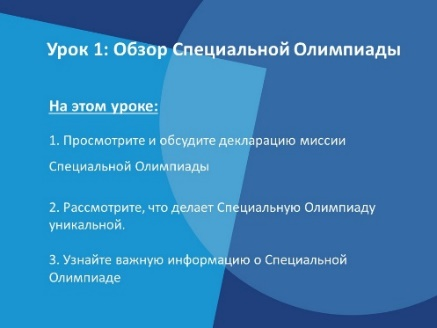 Урок 1: Обзор Специальной Олимпиады
На этом уроке:
1. Просмотрите и обсудите декларацию миссии
Специальной Олимпиады
2. Рассмотрите, что делает Специальную Олимпиаду
уникальной.
3. Узнайте важную информацию о Специальной
Олимпиаде